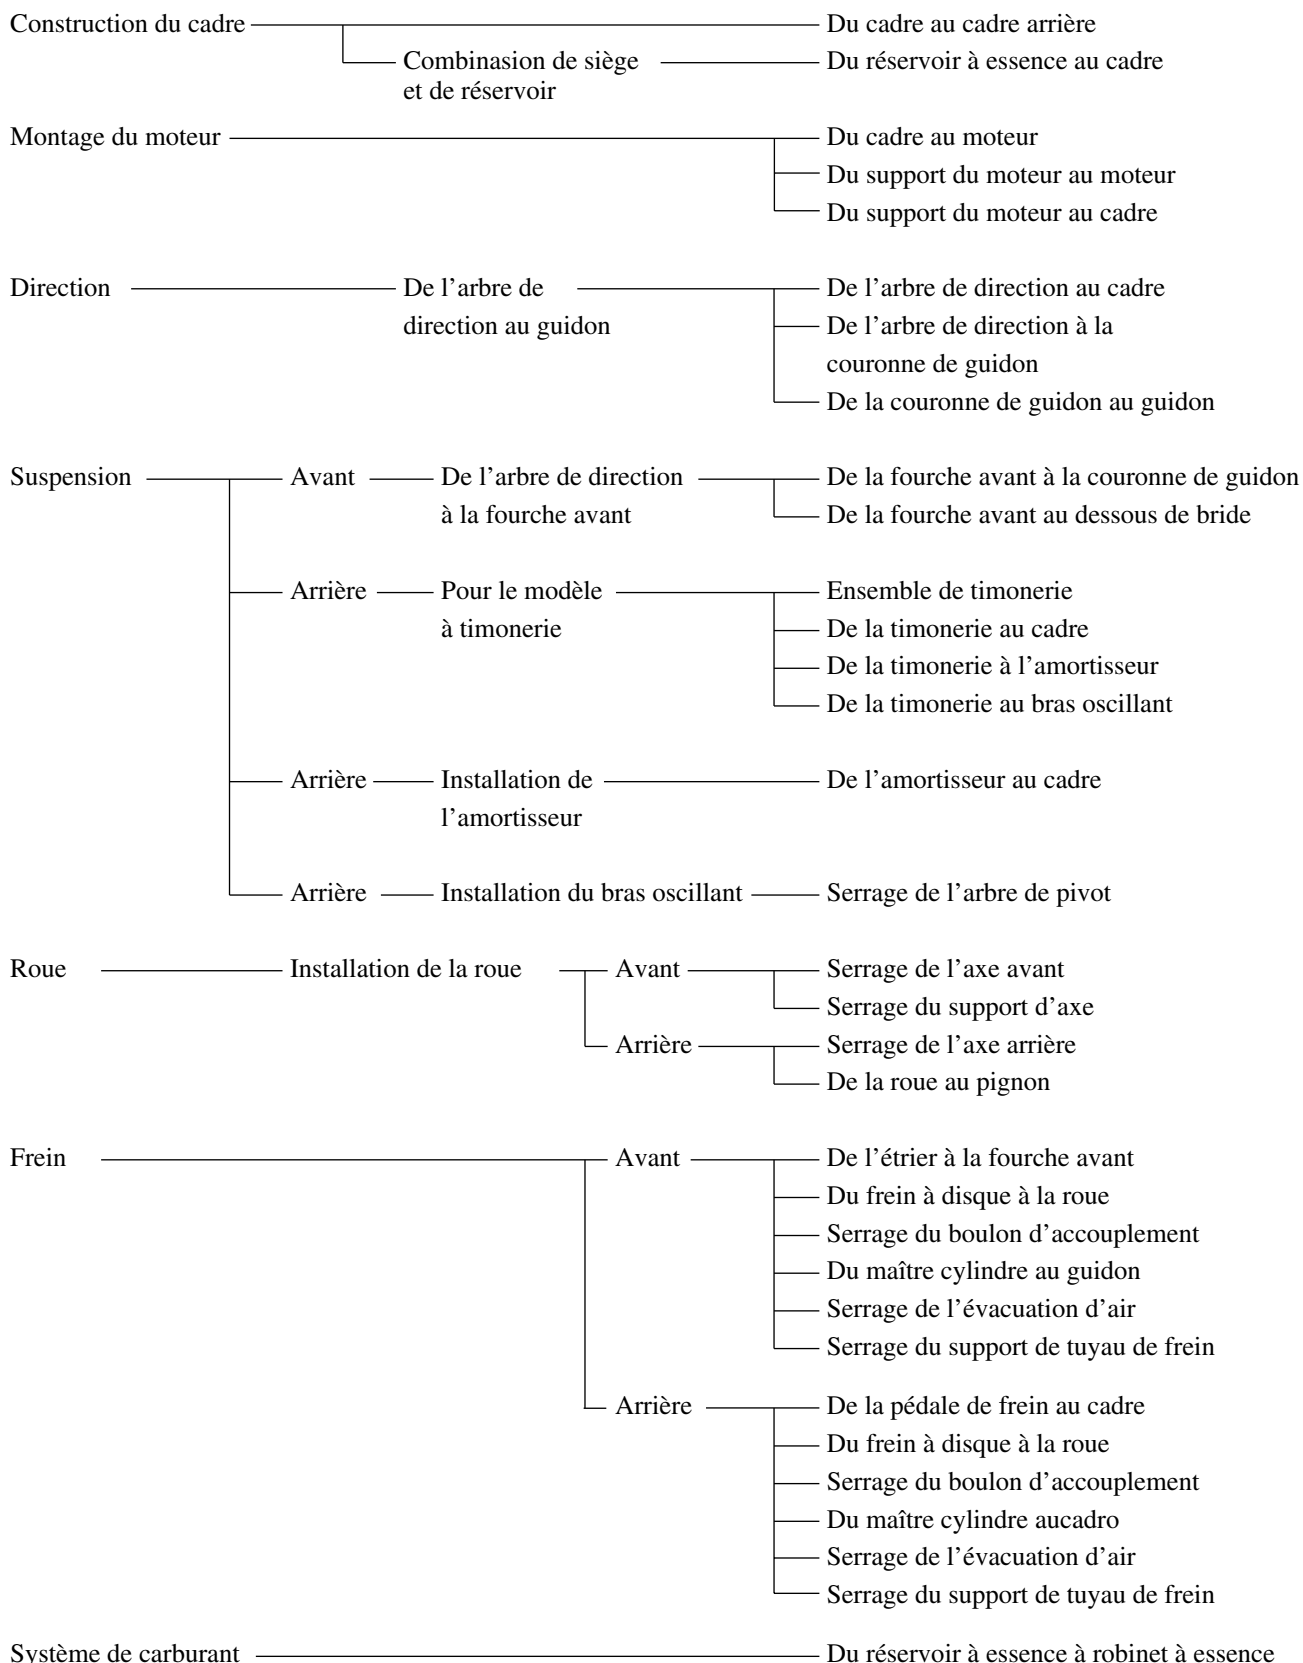 Construction du cadre Du cadre au cadre arrière
Combinasion de siège Du réservoir à essence au cadre
et de réservoir
Montage du moteur Du cadre au moteur
Du support du moteur au moteur
Du support du moteur au cadre
Direction De l'arbre de De l'arbre de direction au cadre
direction au guidon De l'arbre de direction à la
couronne de guidon
De la couronne de guidon au guidon
Suspension Avant De l'arbre de direction De la fourche avant à la couronne de guidon
à la fourche avant De la fourche avant au dessous de bride
Arrière Pour le modèle Ensemble de timonerie
à timonerie De la timonerie au cadre
De la timonerie à l'amortisseur
De la timonerie au bras oscillant
Arrière Installation de De l'amortisseur au cadre
l'amortisseur
Arrière Installation du bras oscillant Serrage de l'arbre de pivot
Roue Installation de la roue Avant Serrage de l'axe avant
Serrage du support d'axe
Arrière Serrage de l'axe arrière
De la roue au pignon
Frein Avant De l'étrier à la fourche avant
Du frein à disque à la roue
Serrage du boulon d'accouplement
Du maître cylindre au guidon
Serrage de l'évacuation d'air
Serrage du support de tuyau de frein
Arrière De la pédale de frein au cadre
Du frein à disque à la roue
Serrage du boulon d'accouplement
Du maître cylindre aucadro
Serrage de l'évacuation d'air
Serrage du support de tuyau de frein
Système de carburant Du réservoir à essence à robinet à essence